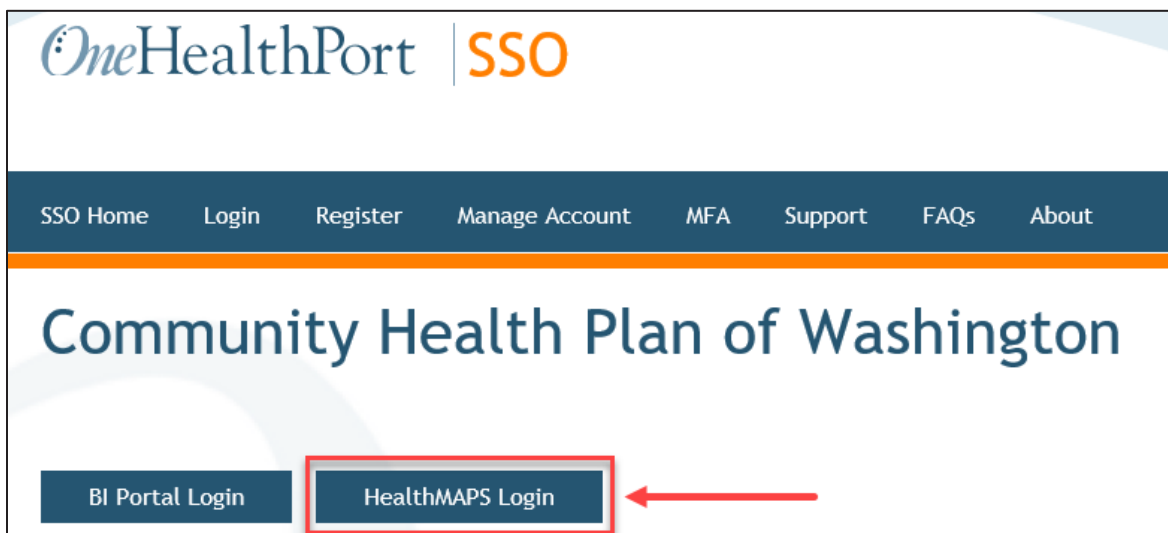 OneHealthPort SSO
SSO Home Login Register Manage Account MFA Support FAQs About
Community Health Plan of Washington
BI Portal Login HealthMAPS Login